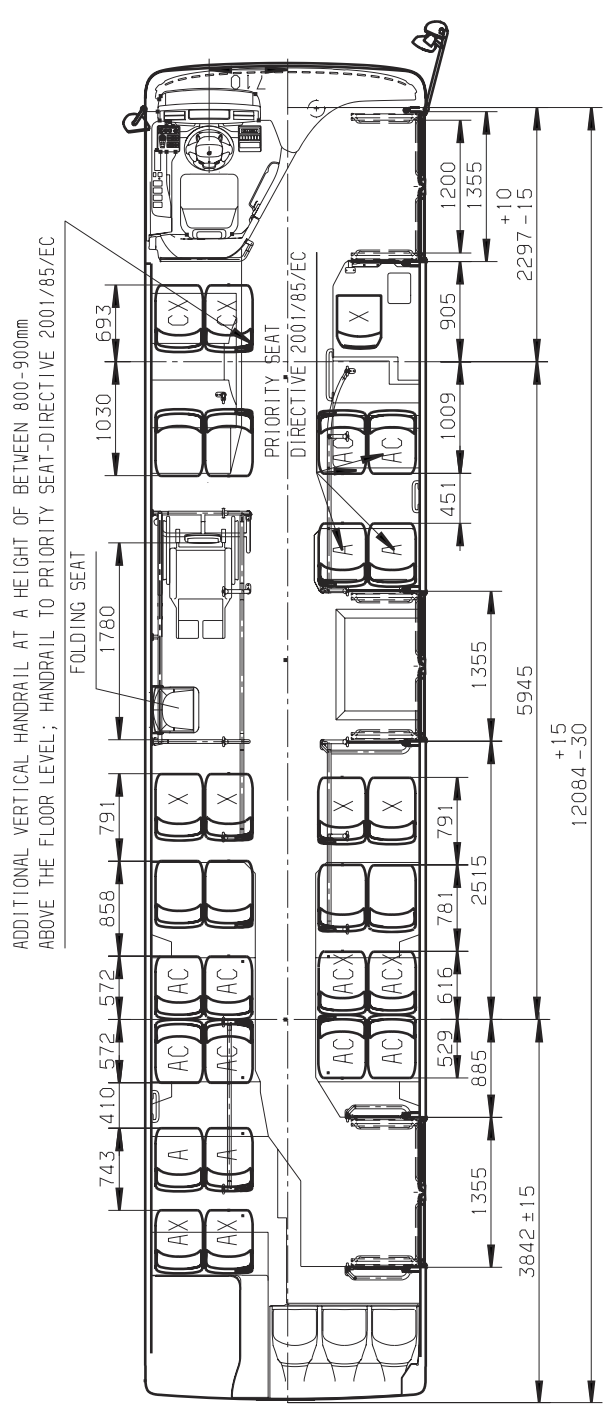 ADDITIONAL VERTICAL HANDRAIL AT A HEIGHT OF BETWEEN 800-900mm
ABOVE THE FLOOR LEVEL; HANDRAIL TO PRIORITY SEAT-DIRECTIVE 2001/85/EC
FOLDING SEAT
693
1030
1780
791
858
572
572
410
743
710
CX
CX
X
X
AC
AC
AC
AC
A
A
AX
AX
PRIORITY SEAT
DIRECTIVE 2001/85/EC
X
AC
AC
A
A
X
X
ACX
ACX
AC
AC
1200
905
1009
451
791
781
616
529
1355
1355
2515
885
1355
+10
2297-15
5945
3842±15
+15
12084-30